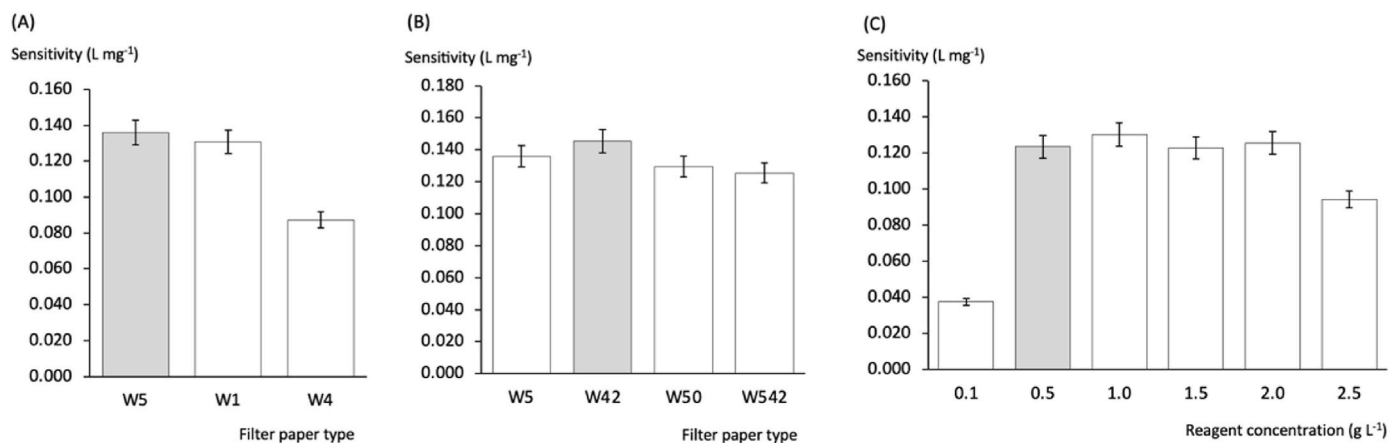 (A)
Sensitivity (L mg⁻¹)
0.160
0.140
0.120
0.100
0.080
0.060
0.040
0.020
0.000
W5 W1 W4
Filter paper type
(B)
Sensitivity (L mg⁻¹)
0.180
0.160
0.140
0.120
0.100
0.080
0.060
0.040
0.020
0.000
W5 W42 W50 W542
Filter paper type
(C)
Sensitivity (L mg⁻¹)
0.160
0.140
0.120
0.100
0.080
0.060
0.040
0.020
0.000
0.1 0.5 1.0 1.5 2.0 2.5
Reagent concentration (g L⁻¹)